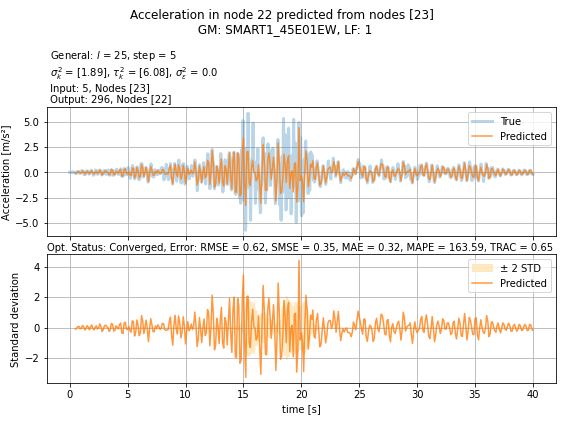 Acceleration in node 22 predicted from nodes [23]
GM: SMART1_45E01EW, LF: 1
General: l = 25, step = 5
σ²ₖ = [1.89], τ²ₖ = [6.08], σ²ε = 0.0
Input: 5, Nodes [23]
Output: 296, Nodes [22]
Acceleration [m/s²]
5.0
2.5
0.0
−2.5
−5.0
True
Predicted
Opt. Status: Converged, Error: RMSE = 0.62, SMSE = 0.35, MAE = 0.32, MAPE = 163.59, TRAC = 0.65
Standard deviation
4
2
0
−2
± 2 STD
Predicted
0 5 10 15 20 25 30 35 40
time [s]